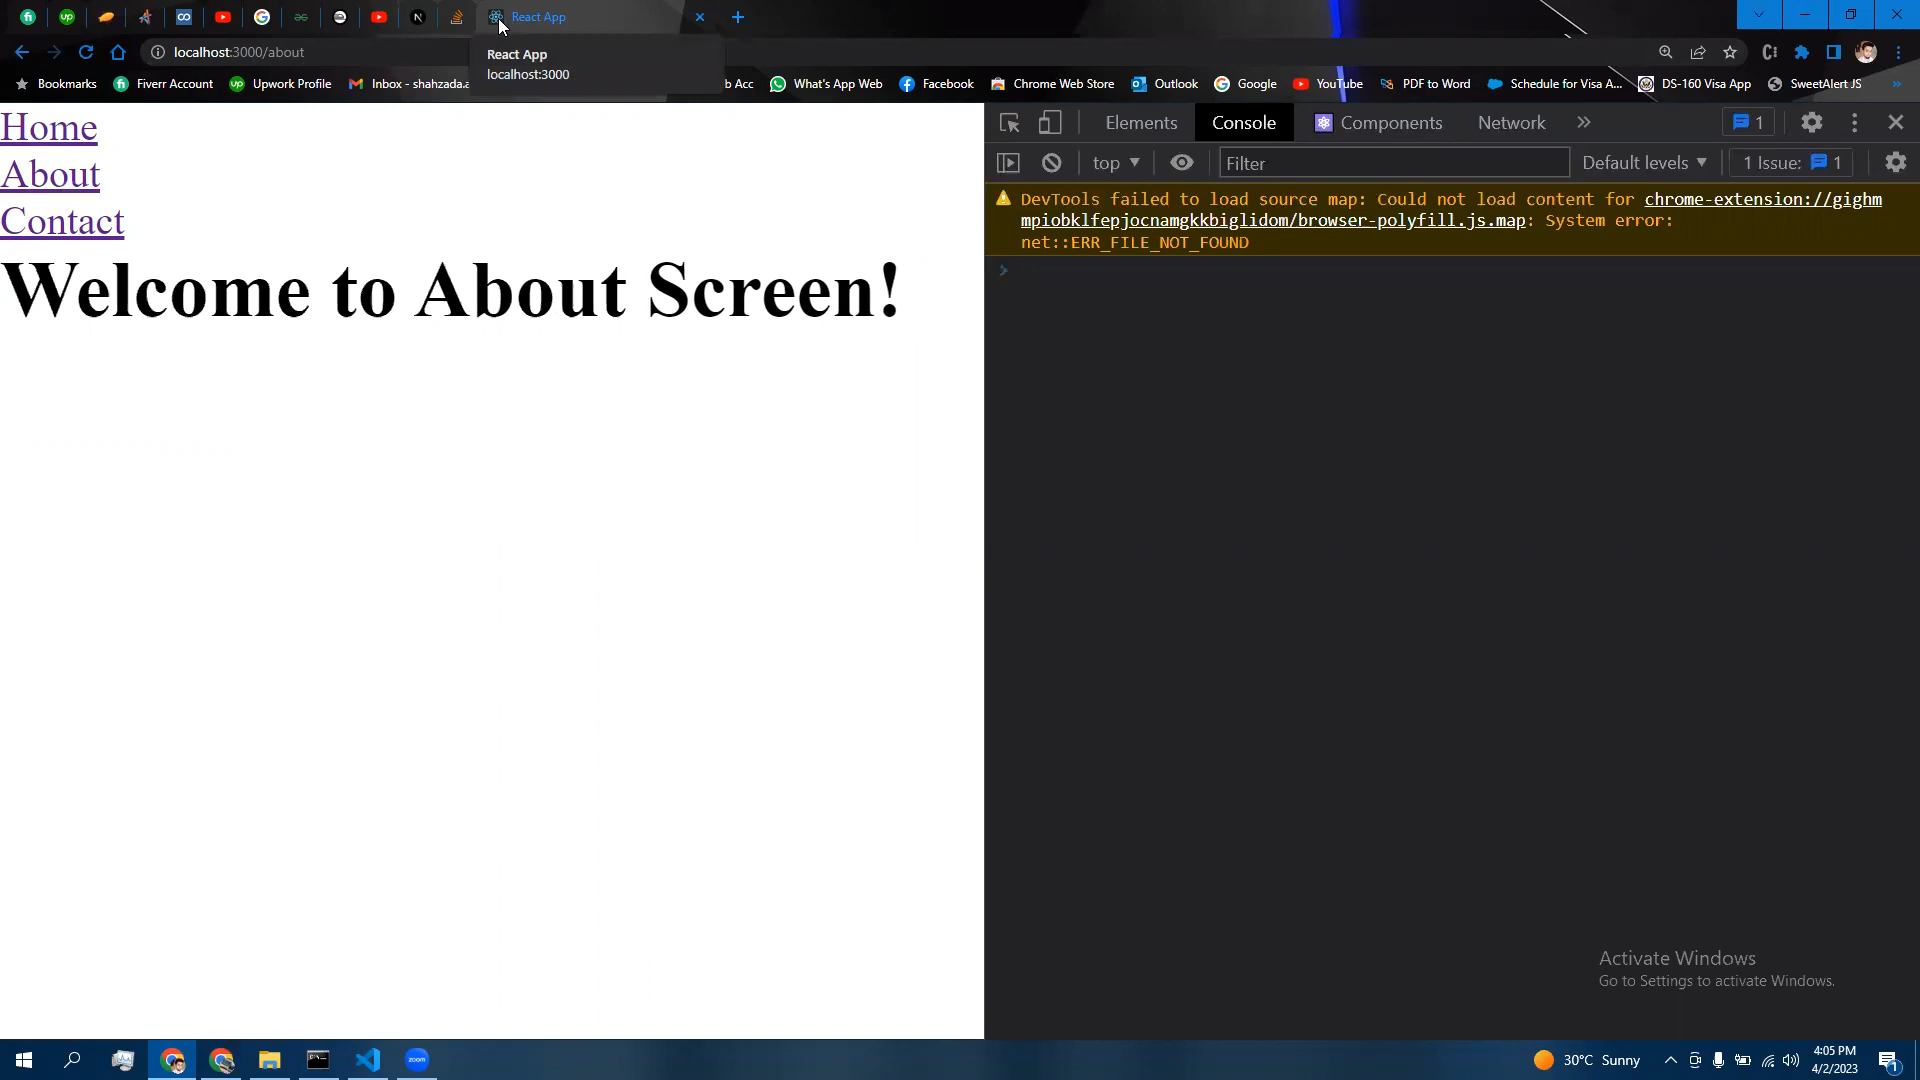 React App
localhost:3000/about
React App
localhost:3000
Bookmarks
Fiverr Account
Upwork Profile
Inbox - shahzada.a
b Acc
What's App Web
Facebook
Chrome Web Store
Outlook
Google
YouTube
PDF to Word
Schedule for Visa A...
DS-160 Visa App
SweetAlert JS
»
Home
About
Contact
Welcome to About Screen!
Elements
Console
Components
Network
1
top
Filter
Default levels
1 Issue:
1
DevTools failed to load source map: Could not load content for chrome-extension://gighm
mpiobklfepjocnamgkkbiglidom/browser-polyfill.js.map: System error:
net::ERR_FILE_NOT_FOUND
Activate Windows
Go to Settings to activate Windows.
zoom
30°C Sunny
4:05 PM
4/2/2023
1